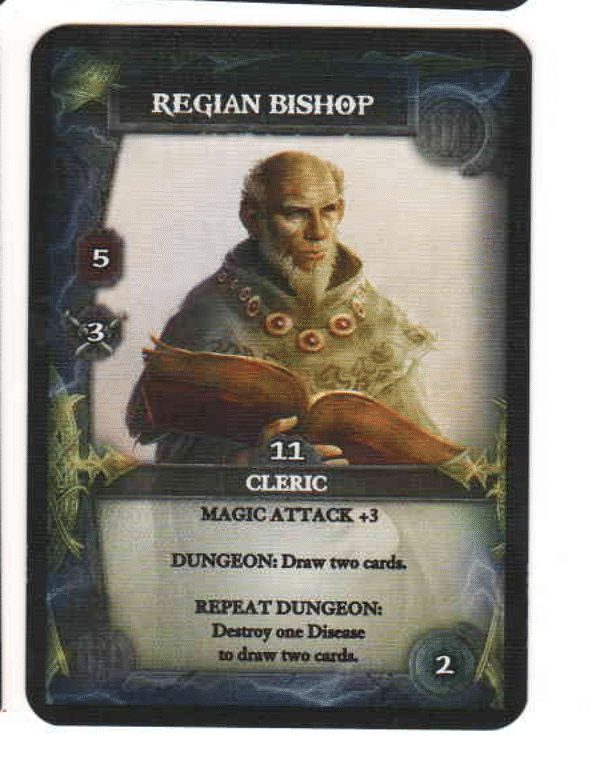 REGIAN BISHOP
5
3
11
CLERIC
MAGIC ATTACK +3
DUNGEON: Draw two cards.
REPEAT DUNGEON:
Destroy one Disease
to draw two cards.
2